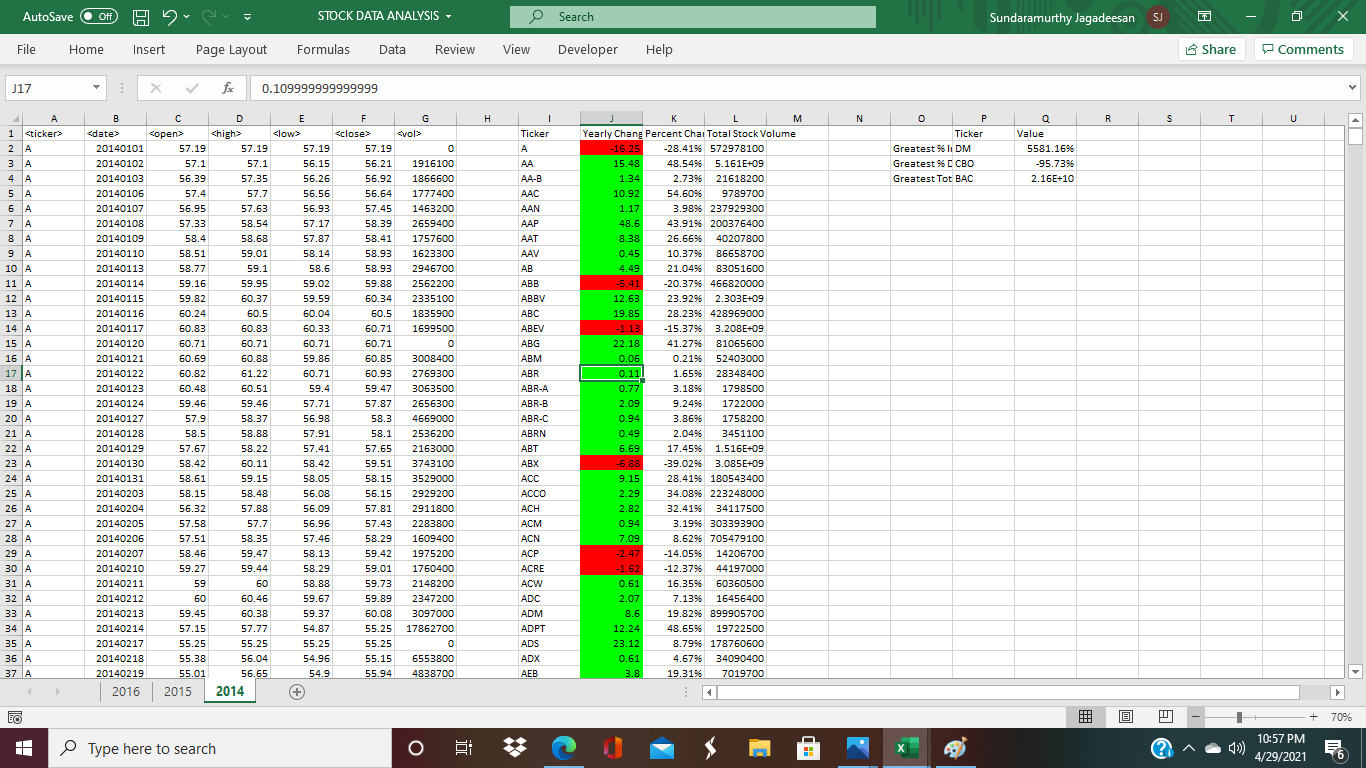 AutoSave Off STOCK DATA ANALYSIS Search Sundaramurthy Jagadeesan SJ
File Home Insert Page Layout Formulas Data Review View Developer Help Share Comments
J17 fx 0.109999999999999
A B C D E F G H I J K L M N O P Q R S T U
1 <ticker> <date> <open> <high> <low> <close> <vol> Ticker Yearly Chang Percent Char Total Stock Volume Ticker Value
2 A 20140101 57.19 57.19 57.19 57.19 0 A -16.25 -28.41% 572978100 Greatest % I DM 5581.16%
3 A 20140102 57.1 57.1 56.15 56.21 1916100 AA 15.48 48.54% 5.161E+09 Greatest % D CBO -95.73%
4 A 20140103 56.39 57.35 56.26 56.92 1866600 AA-B 1.34 2.73% 21618200 Greatest Tot BAC 2.16E+10
5 A 20140106 57.4 57.7 56.56 56.64 1777400 AAC 10.92 54.60% 9789700
6 A 20140107 56.95 57.63 56.93 57.45 1463200 AAN 1.17 3.98% 237929300
7 A 20140108 57.33 58.54 57.17 58.39 2659400 AAP 48.6 43.91% 200376400
8 A 20140109 58.4 58.68 57.87 58.41 1757600 AAT 8.38 26.66% 40207800
9 A 20140110 58.51 59.01 58.14 58.93 1623300 AAV 0.45 10.37% 86658700
10 A 20140113 58.77 59.1 58.6 58.93 2946700 AB 4.49 21.04% 83051600
11 A 20140114 59.16 59.95 59.02 59.88 2562200 ABB -5.41 -20.37% 466820000
12 A 20140115 59.82 60.37 59.59 60.34 2335100 ABBV 12.63 23.92% 2.303E+09
13 A 20140116 60.24 60.5 60.04 60.5 1835900 ABC 19.85 28.23% 428969000
14 A 20140117 60.83 60.83 60.33 60.71 1699500 ABEV -1.13 -15.37% 3.208E+09
15 A 20140120 60.71 60.71 60.71 60.71 0 ABG 22.18 41.27% 81065600
16 A 20140121 60.69 60.88 59.86 60.85 3008400 ABM 0.06 0.21% 52403000
17 A 20140122 60.82 61.22 60.71 60.93 2769300 ABR 0.11 1.65% 28348400
18 A 20140123 60.48 60.51 59.4 59.47 3063500 ABR-A 0.77 3.18% 1798500
19 A 20140124 59.46 59.46 57.71 57.87 2656300 ABR-B 2.09 9.24% 1722000
20 A 20140127 57.9 58.37 56.98 58.3 4669000 ABR-C 0.94 3.86% 1758200
21 A 20140128 58.5 58.88 57.91 58.1 2536200 ABRN 0.49 2.04% 3451100
22 A 20140129 57.67 58.22 57.41 57.65 2163000 ABT 6.69 17.45% 1.516E+09
23 A 20140130 58.42 60.11 58.42 59.51 3743100 ABX -6.88 -39.02% 3.085E+09
24 A 20140131 58.61 59.15 58.05 58.15 3529000 ACC 9.15 28.41% 180543400
25 A 20140203 58.15 58.48 56.08 56.15 2929200 ACCO 2.29 34.08% 223248000
26 A 20140204 56.32 57.88 56.09 57.81 2911800 ACH 2.82 32.41% 34117500
27 A 20140205 57.58 57.7 56.96 57.43 2283800 ACM 0.94 3.19% 303393900
28 A 20140206 57.51 58.35 57.46 58.29 1609400 ACN 7.09 8.62% 705479100
29 A 20140207 58.46 59.47 58.13 59.42 1975200 ACP -2.47 -14.05% 14206700
30 A 20140210 59.27 59.44 58.29 59.01 1760400 ACRE -1.62 -12.37% 44197000
31 A 20140211 59 60 58.88 59.73 2148200 ACW 0.61 16.35% 60360500
32 A 20140212 60 60.46 59.67 59.89 2347200 ADC 2.07 7.13% 16456400
33 A 20140213 59.45 60.38 59.37 60.08 3097000 ADM 8.6 19.82% 899905700
34 A 20140214 57.15 57.77 54.87 55.25 17862700 ADPT 12.24 48.65% 19722500
35 A 20140217 55.25 55.25 55.25 55.25 0 ADS 23.12 8.79% 178760600
36 A 20140218 55.38 56.04 54.96 55.15 6553800 ADX 0.61 4.67% 34090400
37 A 20140219 55.01 56.65 54.9 55.94 4838700 AEB 3.8 19.31% 7019700
2016 2015 2014
70%
Type here to search
10:57 PM
4/29/2021
6